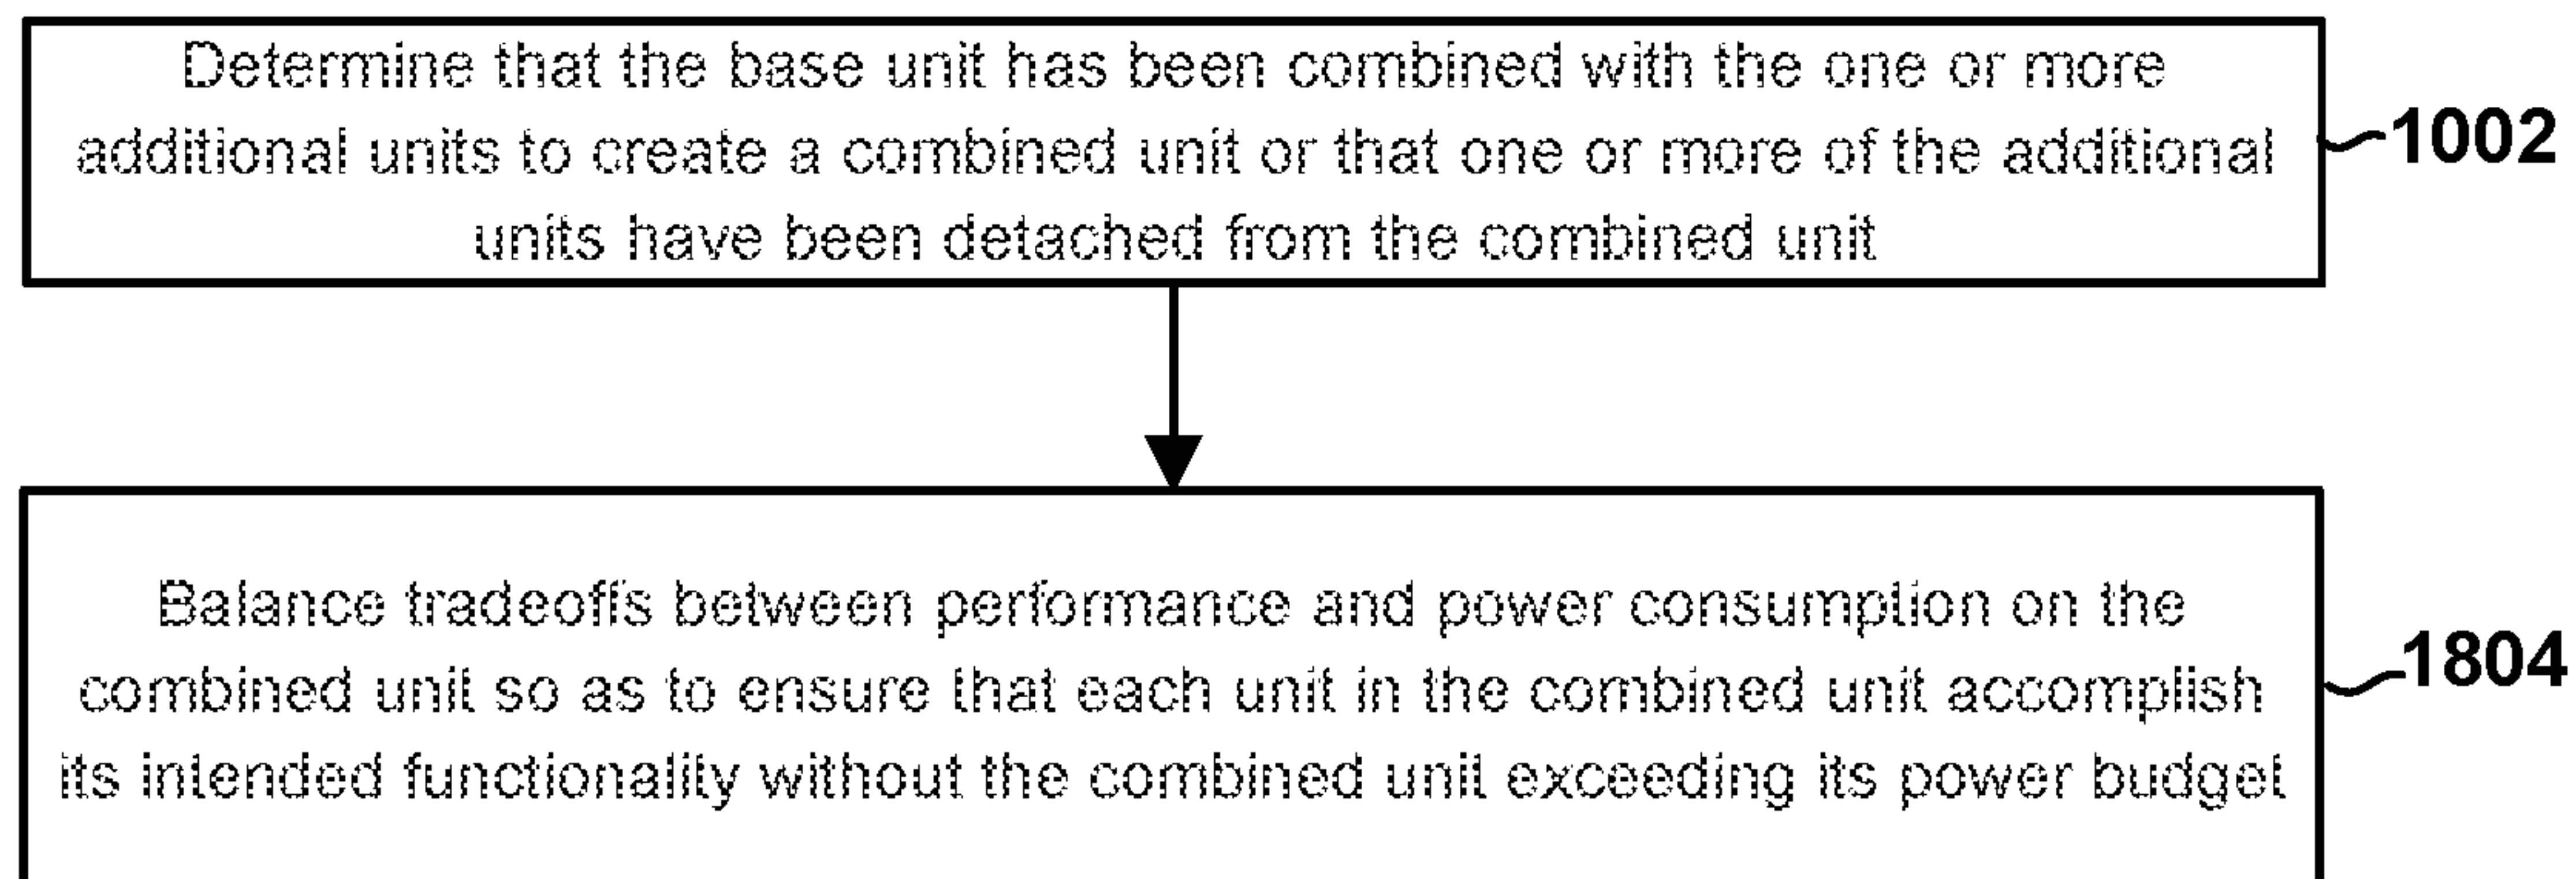 Determine that the base unit has been combined with the one or more
additional units to create a combined unit or that one or more of the additional
units have been detached from the combined unit
1002
Balance tradeoffs between performance and power consumption on the
combined unit so as to ensure that each unit in the combined unit accomplish
its intended functionality without the combined unit exceeding its power budget
1804